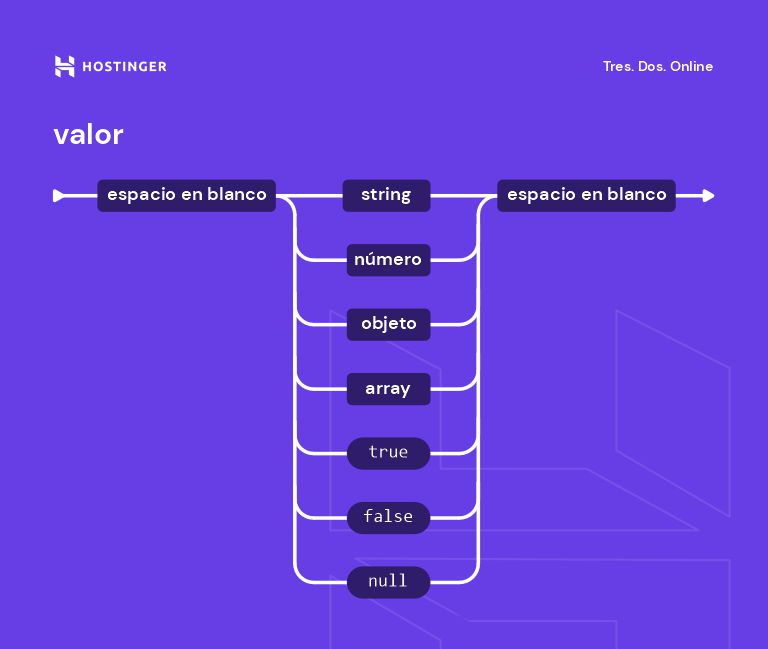 HOSTINGER
Tres. Dos. Online
valor
espacio en blanco
string
espacio en blanco
número
objeto
array
true
false
null